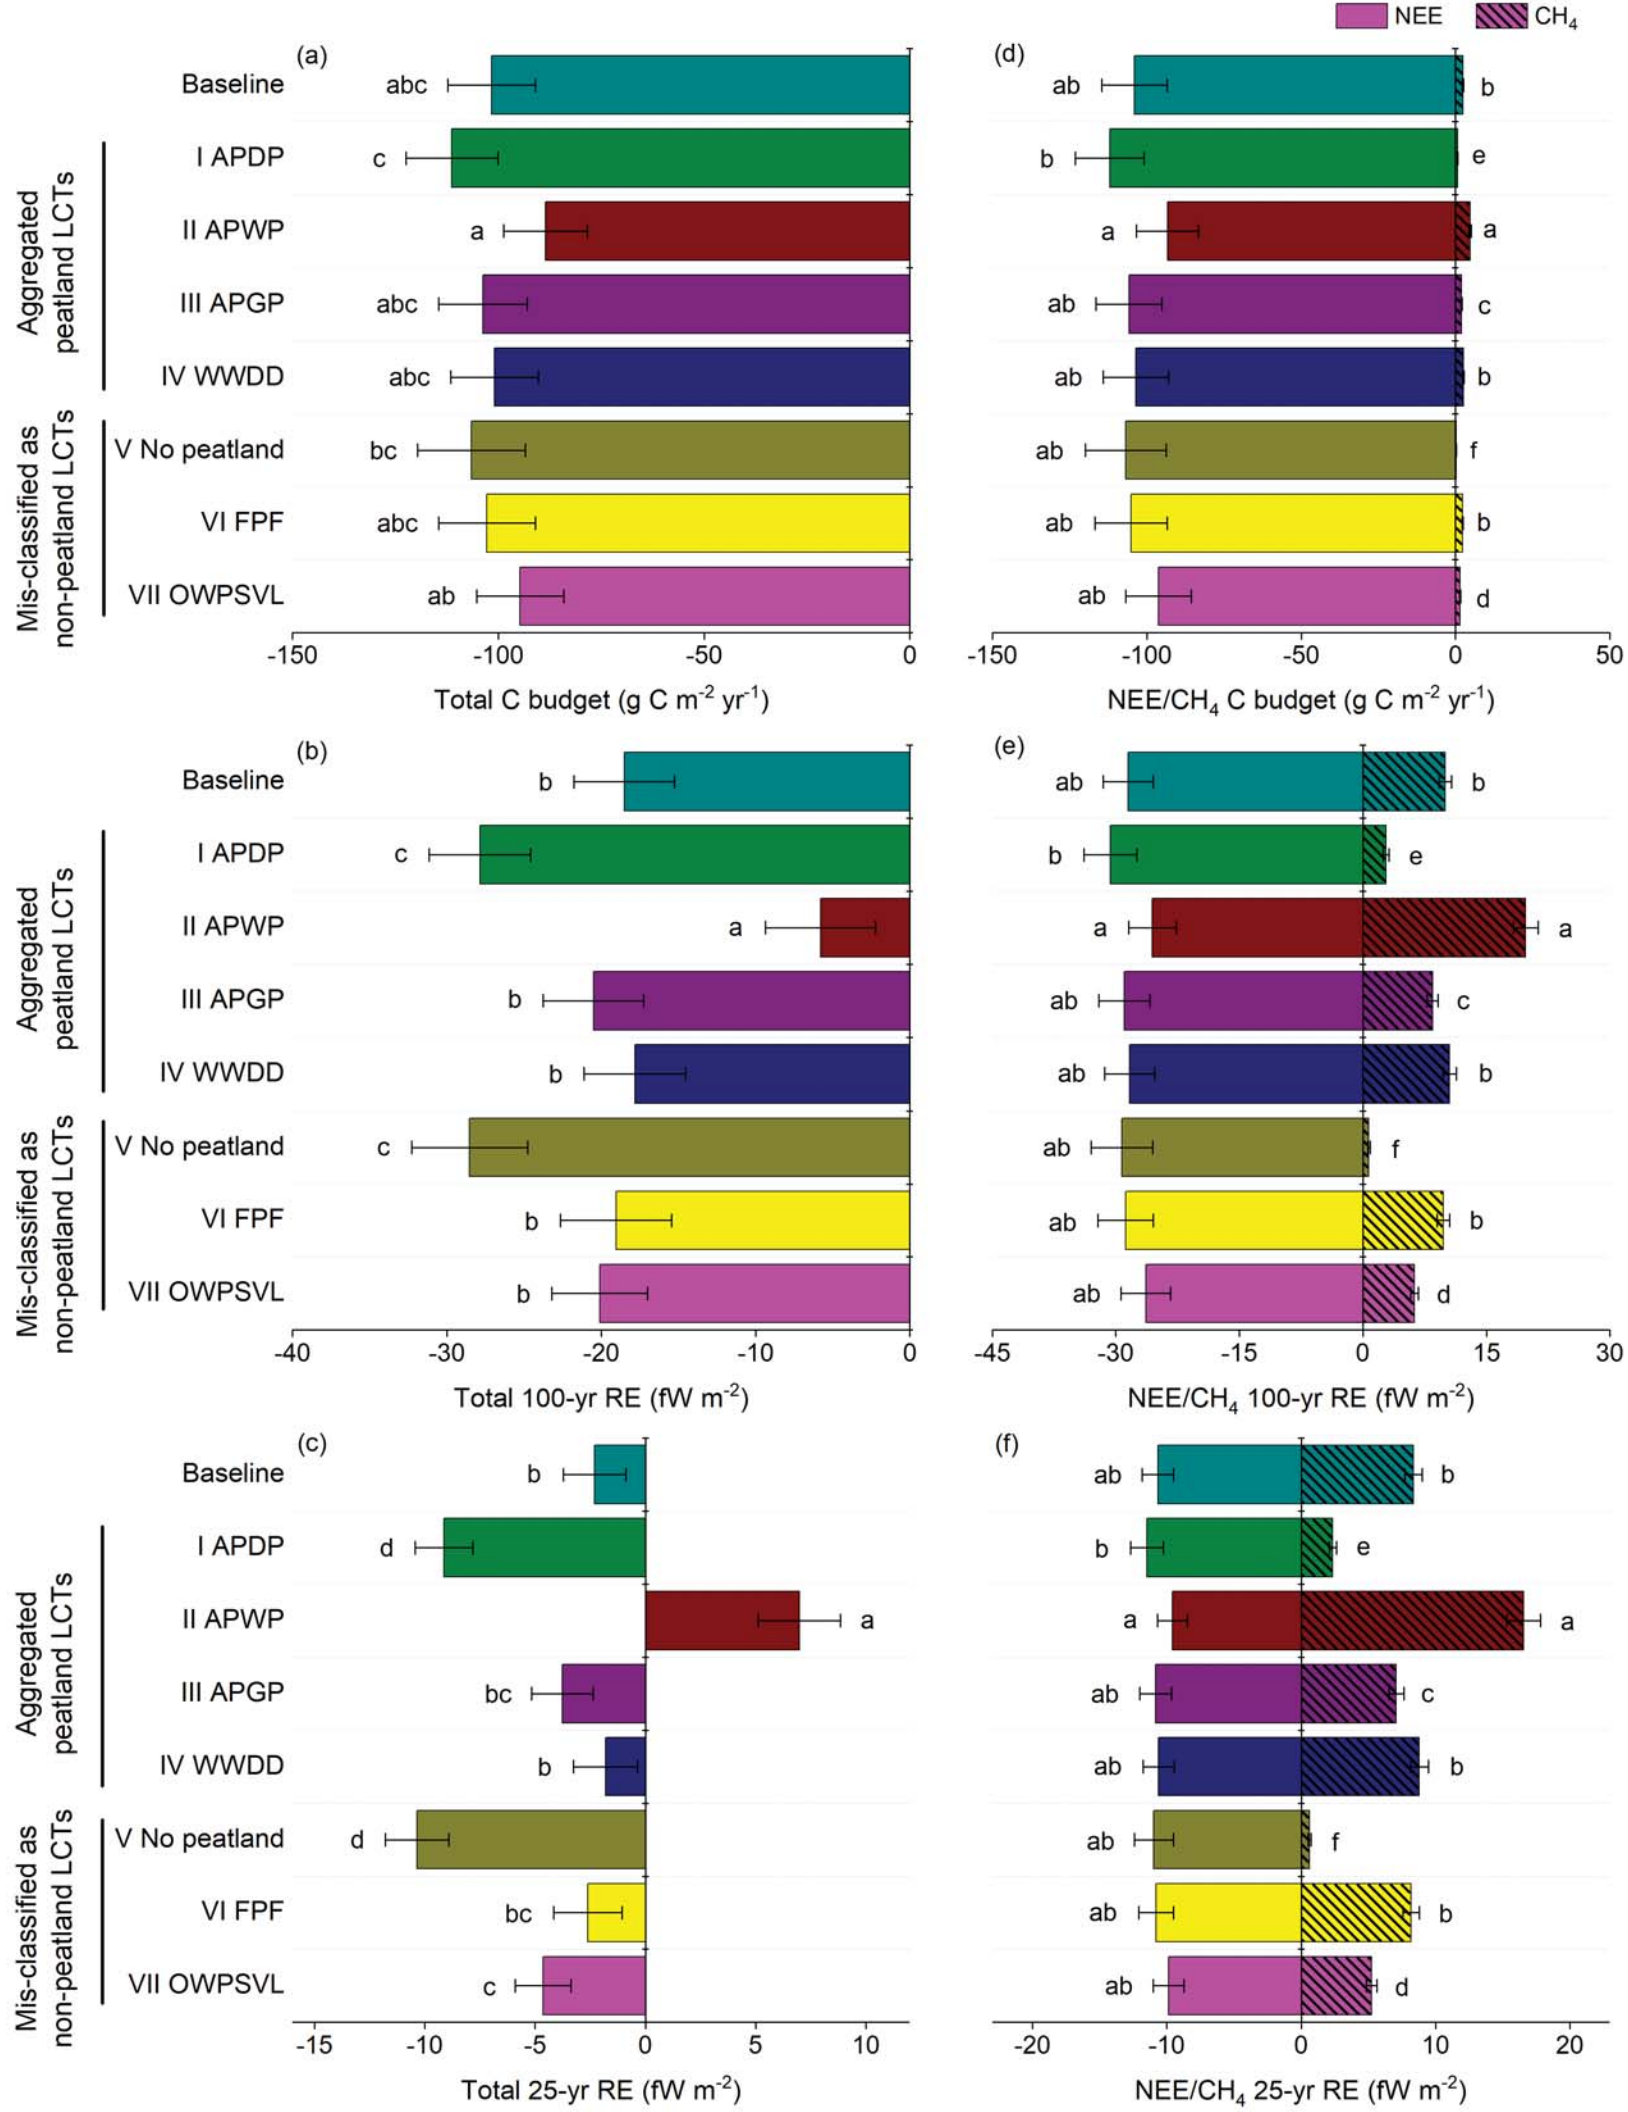 NEE CH4
(a) (d)
Baseline abc ab b
I APDP c b e
II APWP a a a
III APGP abc ab c
IV WWDD abc ab b
V No peatland bc ab f
VI FPF abc ab b
VII OWPSVL ab ab d
Aggregated
peatland LCTs
Mis-classified as
non-peatland LCTs
-150 -100 -50 0 -150 -100 -50 0 50
Total C budget (g C m-2 yr-1) NEE/CH4 C budget (g C m-2 yr-1)
(b) (e)
Baseline b ab b
I APDP c b e
II APWP a a a
III APGP b ab c
IV WWDD b ab b
V No peatland c ab f
VI FPF b ab b
VII OWPSVL b ab d
Aggregated
peatland LCTs
Mis-classified as
non-peatland LCTs
-40 -30 -20 -10 0 -45 -30 -15 0 15 30
Total 100-yr RE (fW m-2) NEE/CH4 100-yr RE (fW m-2)
(c) (f)
Baseline b ab b
I APDP d b e
II APWP a a a
III APGP bc ab c
IV WWDD b ab b
V No peatland d ab f
VI FPF bc ab b
VII OWPSVL c ab d
Aggregated
peatland LCTs
Mis-classified as
non-peatland LCTs
-15 -10 -5 0 5 10 -20 -10 0 10 20
Total 25-yr RE (fW m-2) NEE/CH4 25-yr RE (fW m-2)